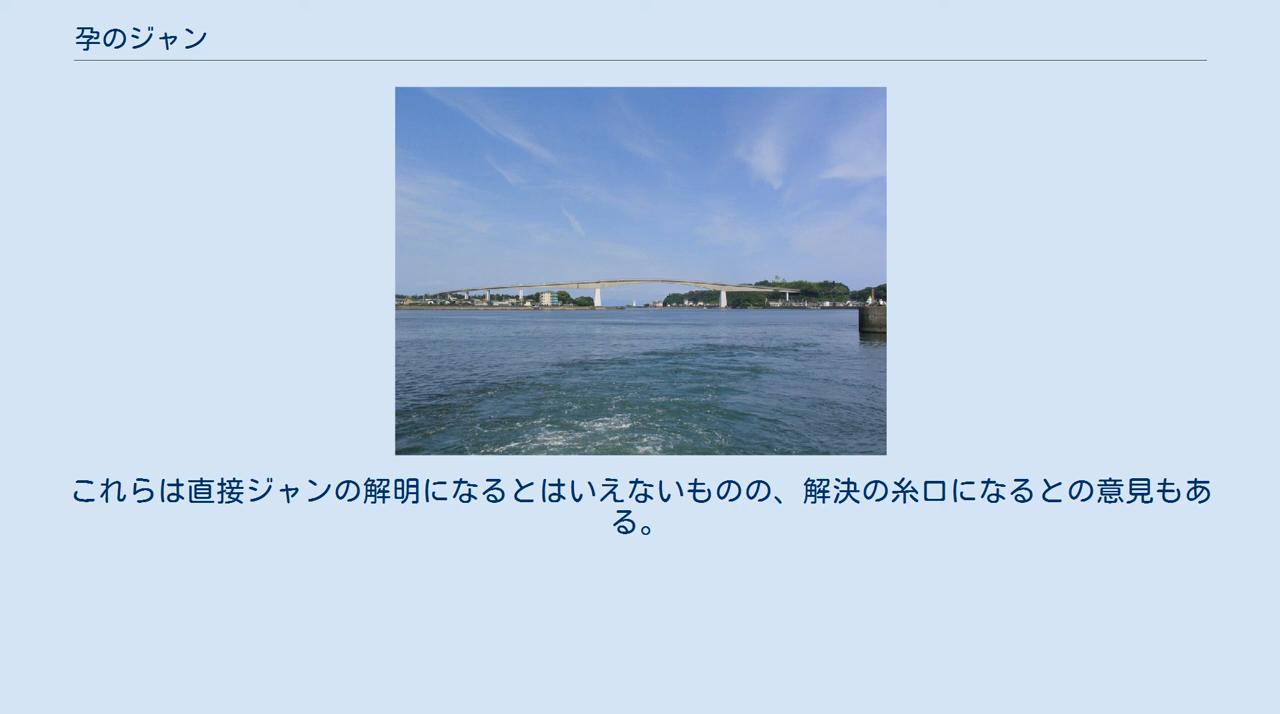 孕のジャン
これらは直接ジャンの解明になるとはいえないものの、解決の糸口になるとの意見もあ
る。